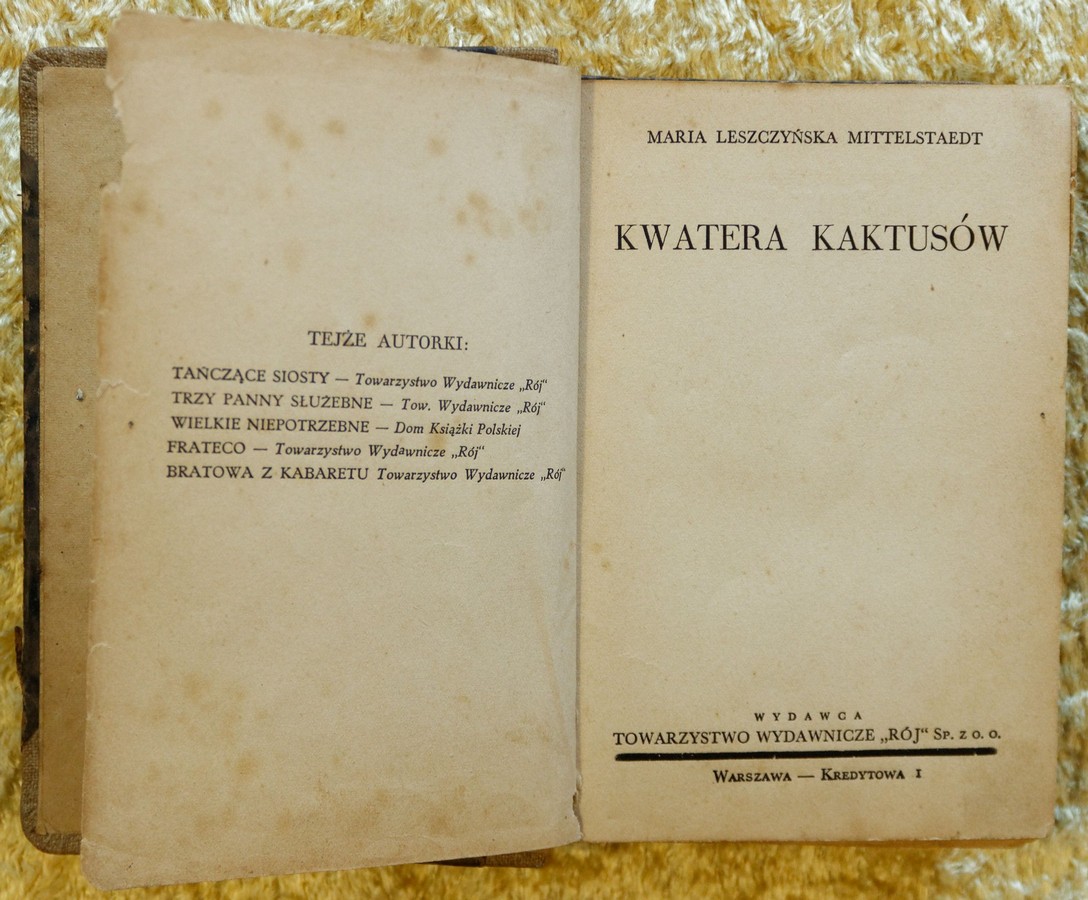 TEJŻE AUTORKI:
TAŃCZĄCE SIOSTY — Towarzystwo Wydawnicze „Rój“
TRZY PANNY SŁUŻEBNE — Tow. Wydawnicze „Rój“
WIELKIE NIEPOTRZEBNE — Dom Książki Polskiej
FRATECO — Towarzystwo Wydawnicze „Rój“
BRATOWA Z KABARETU Towarzystwo Wydawnicze „Rój“
MARIA LESZCZYŃSKA MITTELSTAEDT
KWATERA KAKTUSÓW
WYDAWCA
TOWARZYSTWO WYDAWNICZE „RÓJ“ Sp. z o. o.
Warszawa — Kredytowa 1